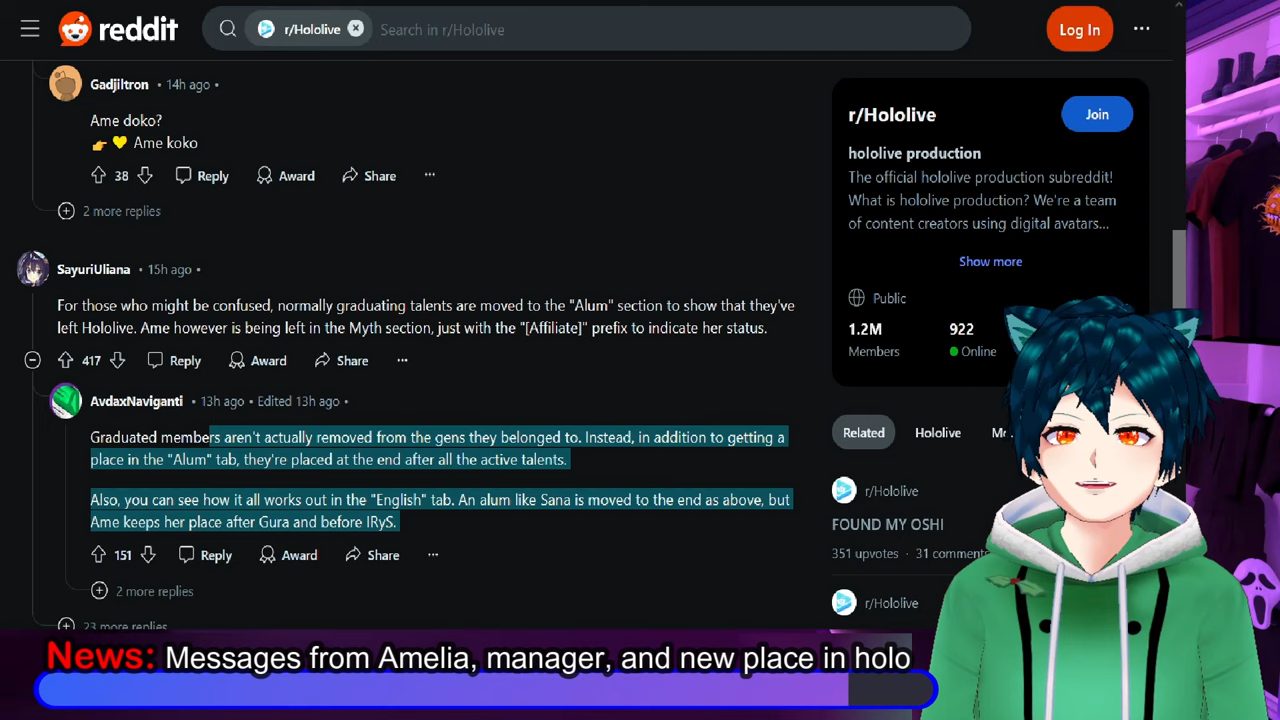 reddit
r/Hololive
Search in r/Hololive
Log In
Gadjiltron • 14h ago •
Ame doko?
👉 💛 Ame koko
38 Reply Award Share
2 more replies
SayuriUliana • 15h ago •
For those who might be confused, normally graduating talents are moved to the "Alum" section to show that they've
left Hololive. Ame however is being left in the Myth section, just with the "[Affiliate]" prefix to indicate her status.
417 Reply Award Share
AvdaxNaviganti • 13h ago • Edited 13h ago •
Graduated members aren't actually removed from the gens they belonged to. Instead, in addition to getting a
place in the "Alum" tab, they're placed at the end after all the active talents.
Also, you can see how it all works out in the "English" tab. An alum like Sana is moved to the end as above, but
Ame keeps her place after Gura and before IRyS.
151 Reply Award Share
2 more replies
23 more replies
r/Hololive
Join
hololive production
The official hololive production subreddit!
What is hololive production? We're a team
of content creators using digital avatars...
Show more
Public
1.2M 922
Members Online
Related Hololive
r/Hololive
FOUND MY OSHI
351 upvotes · 31 comments
r/Hololive
News: Messages from Amelia, manager, and new place in holo